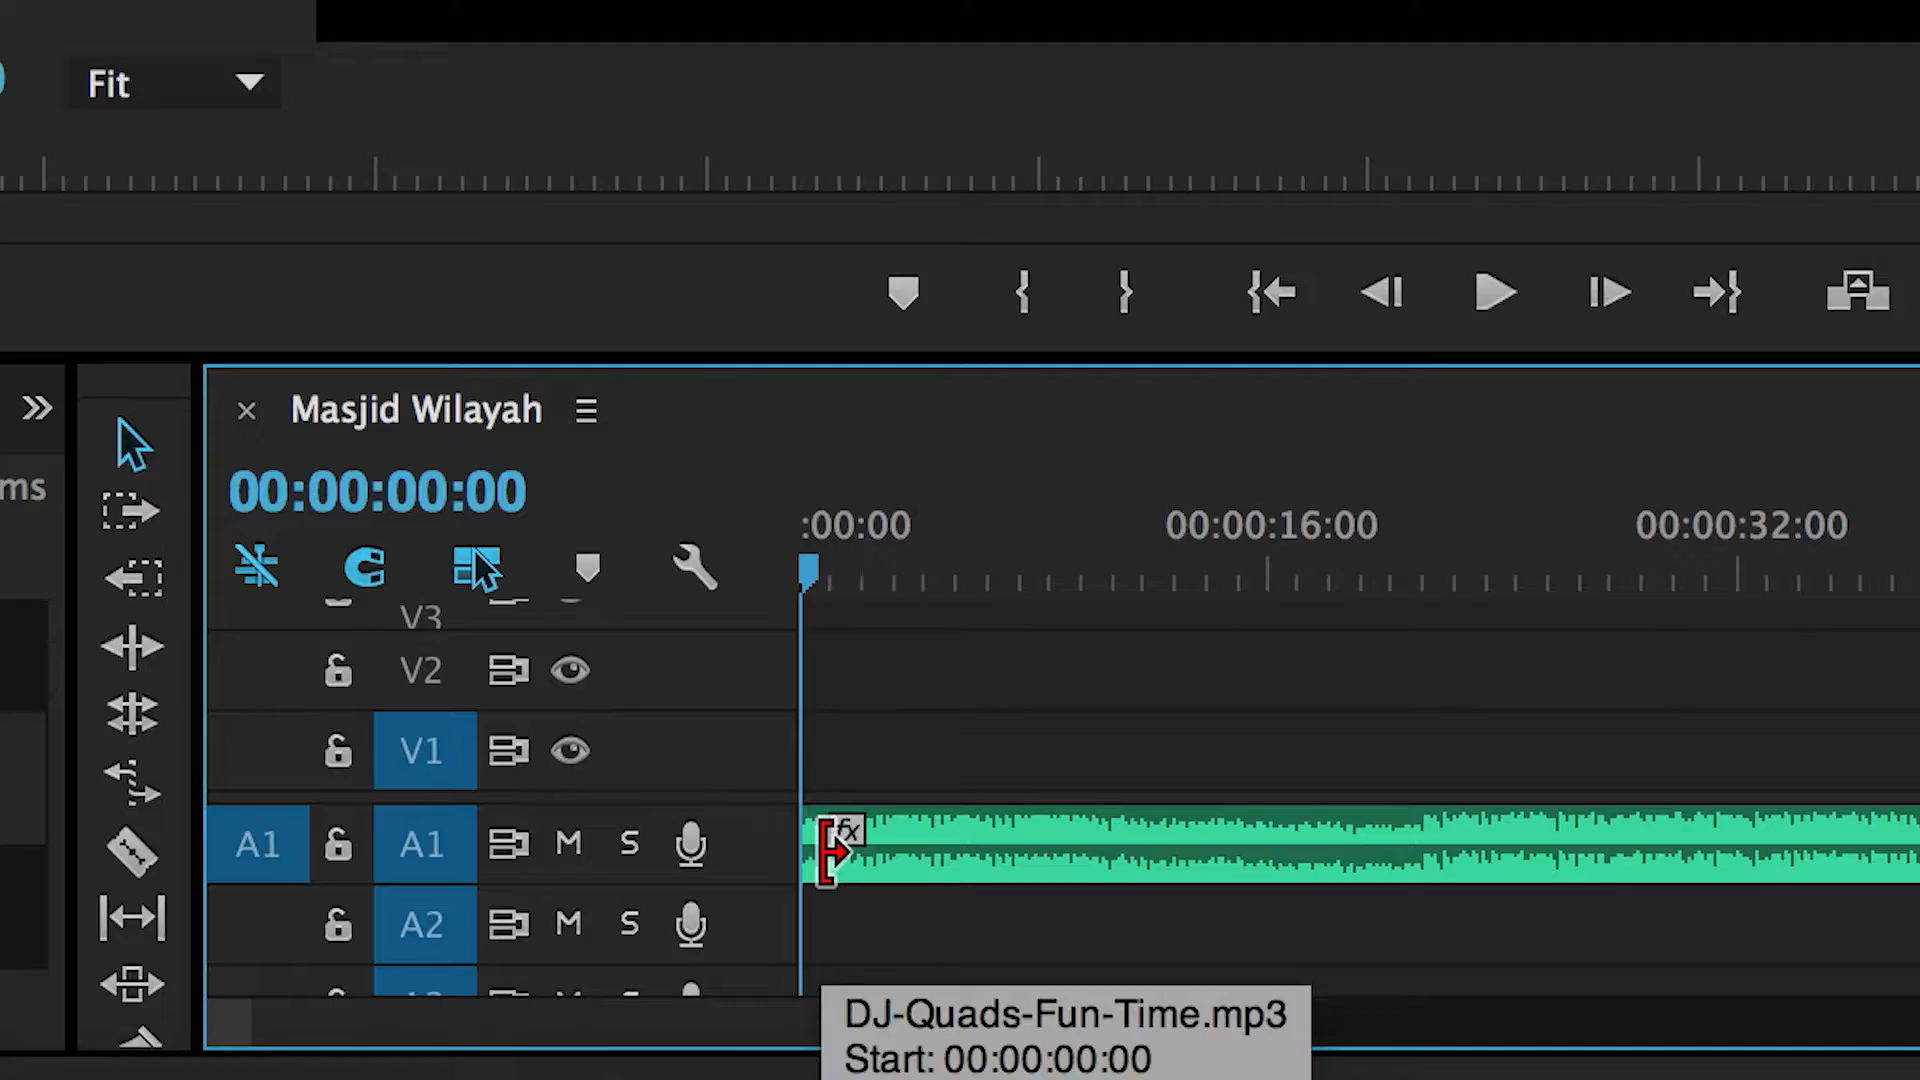 Fit
Masjid Wilayah
ms
00:00:00:00
:00:00 00:00:16:00 00:00:32:00
V3
V2
V1
fx
A1 A1 M S
A2 M S
DJ-Quads-Fun-Time.mp3
Start: 00:00:00:00